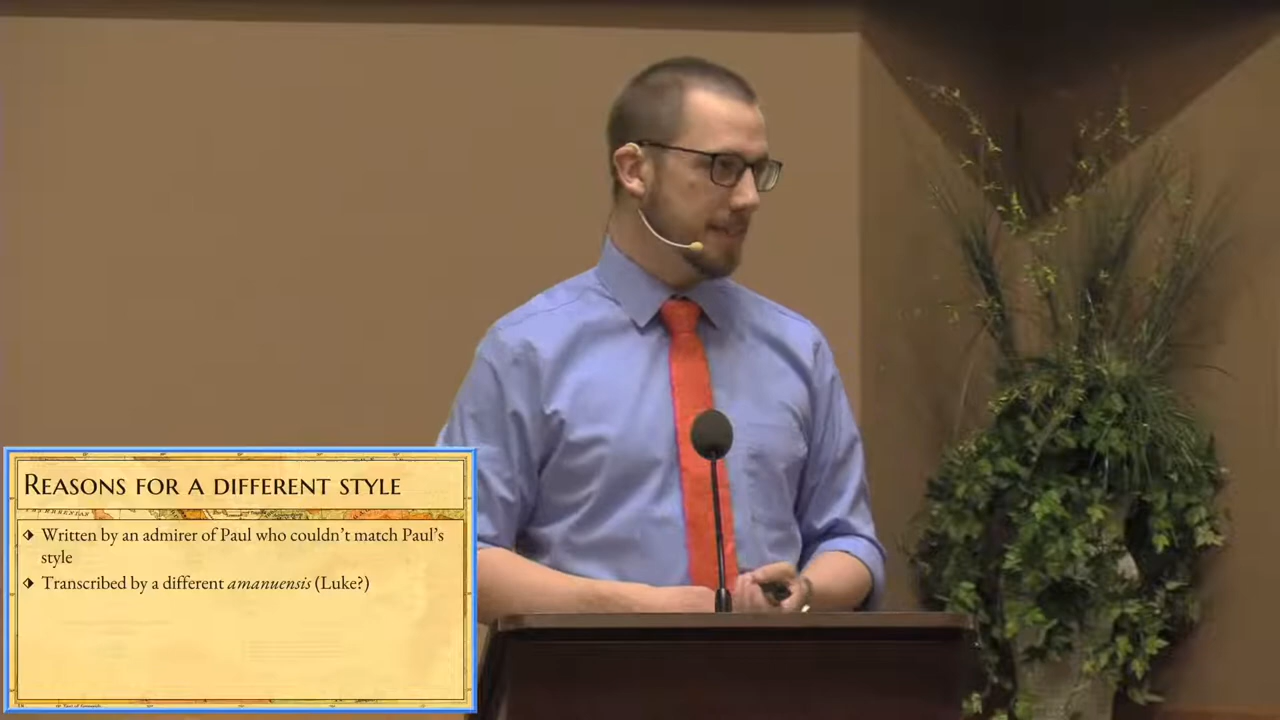 REASONS FOR A DIFFERENT STYLE
Written by an admirer of Paul who couldn't match Paul's
style
Transcribed by a different amanuensis (Luke?)